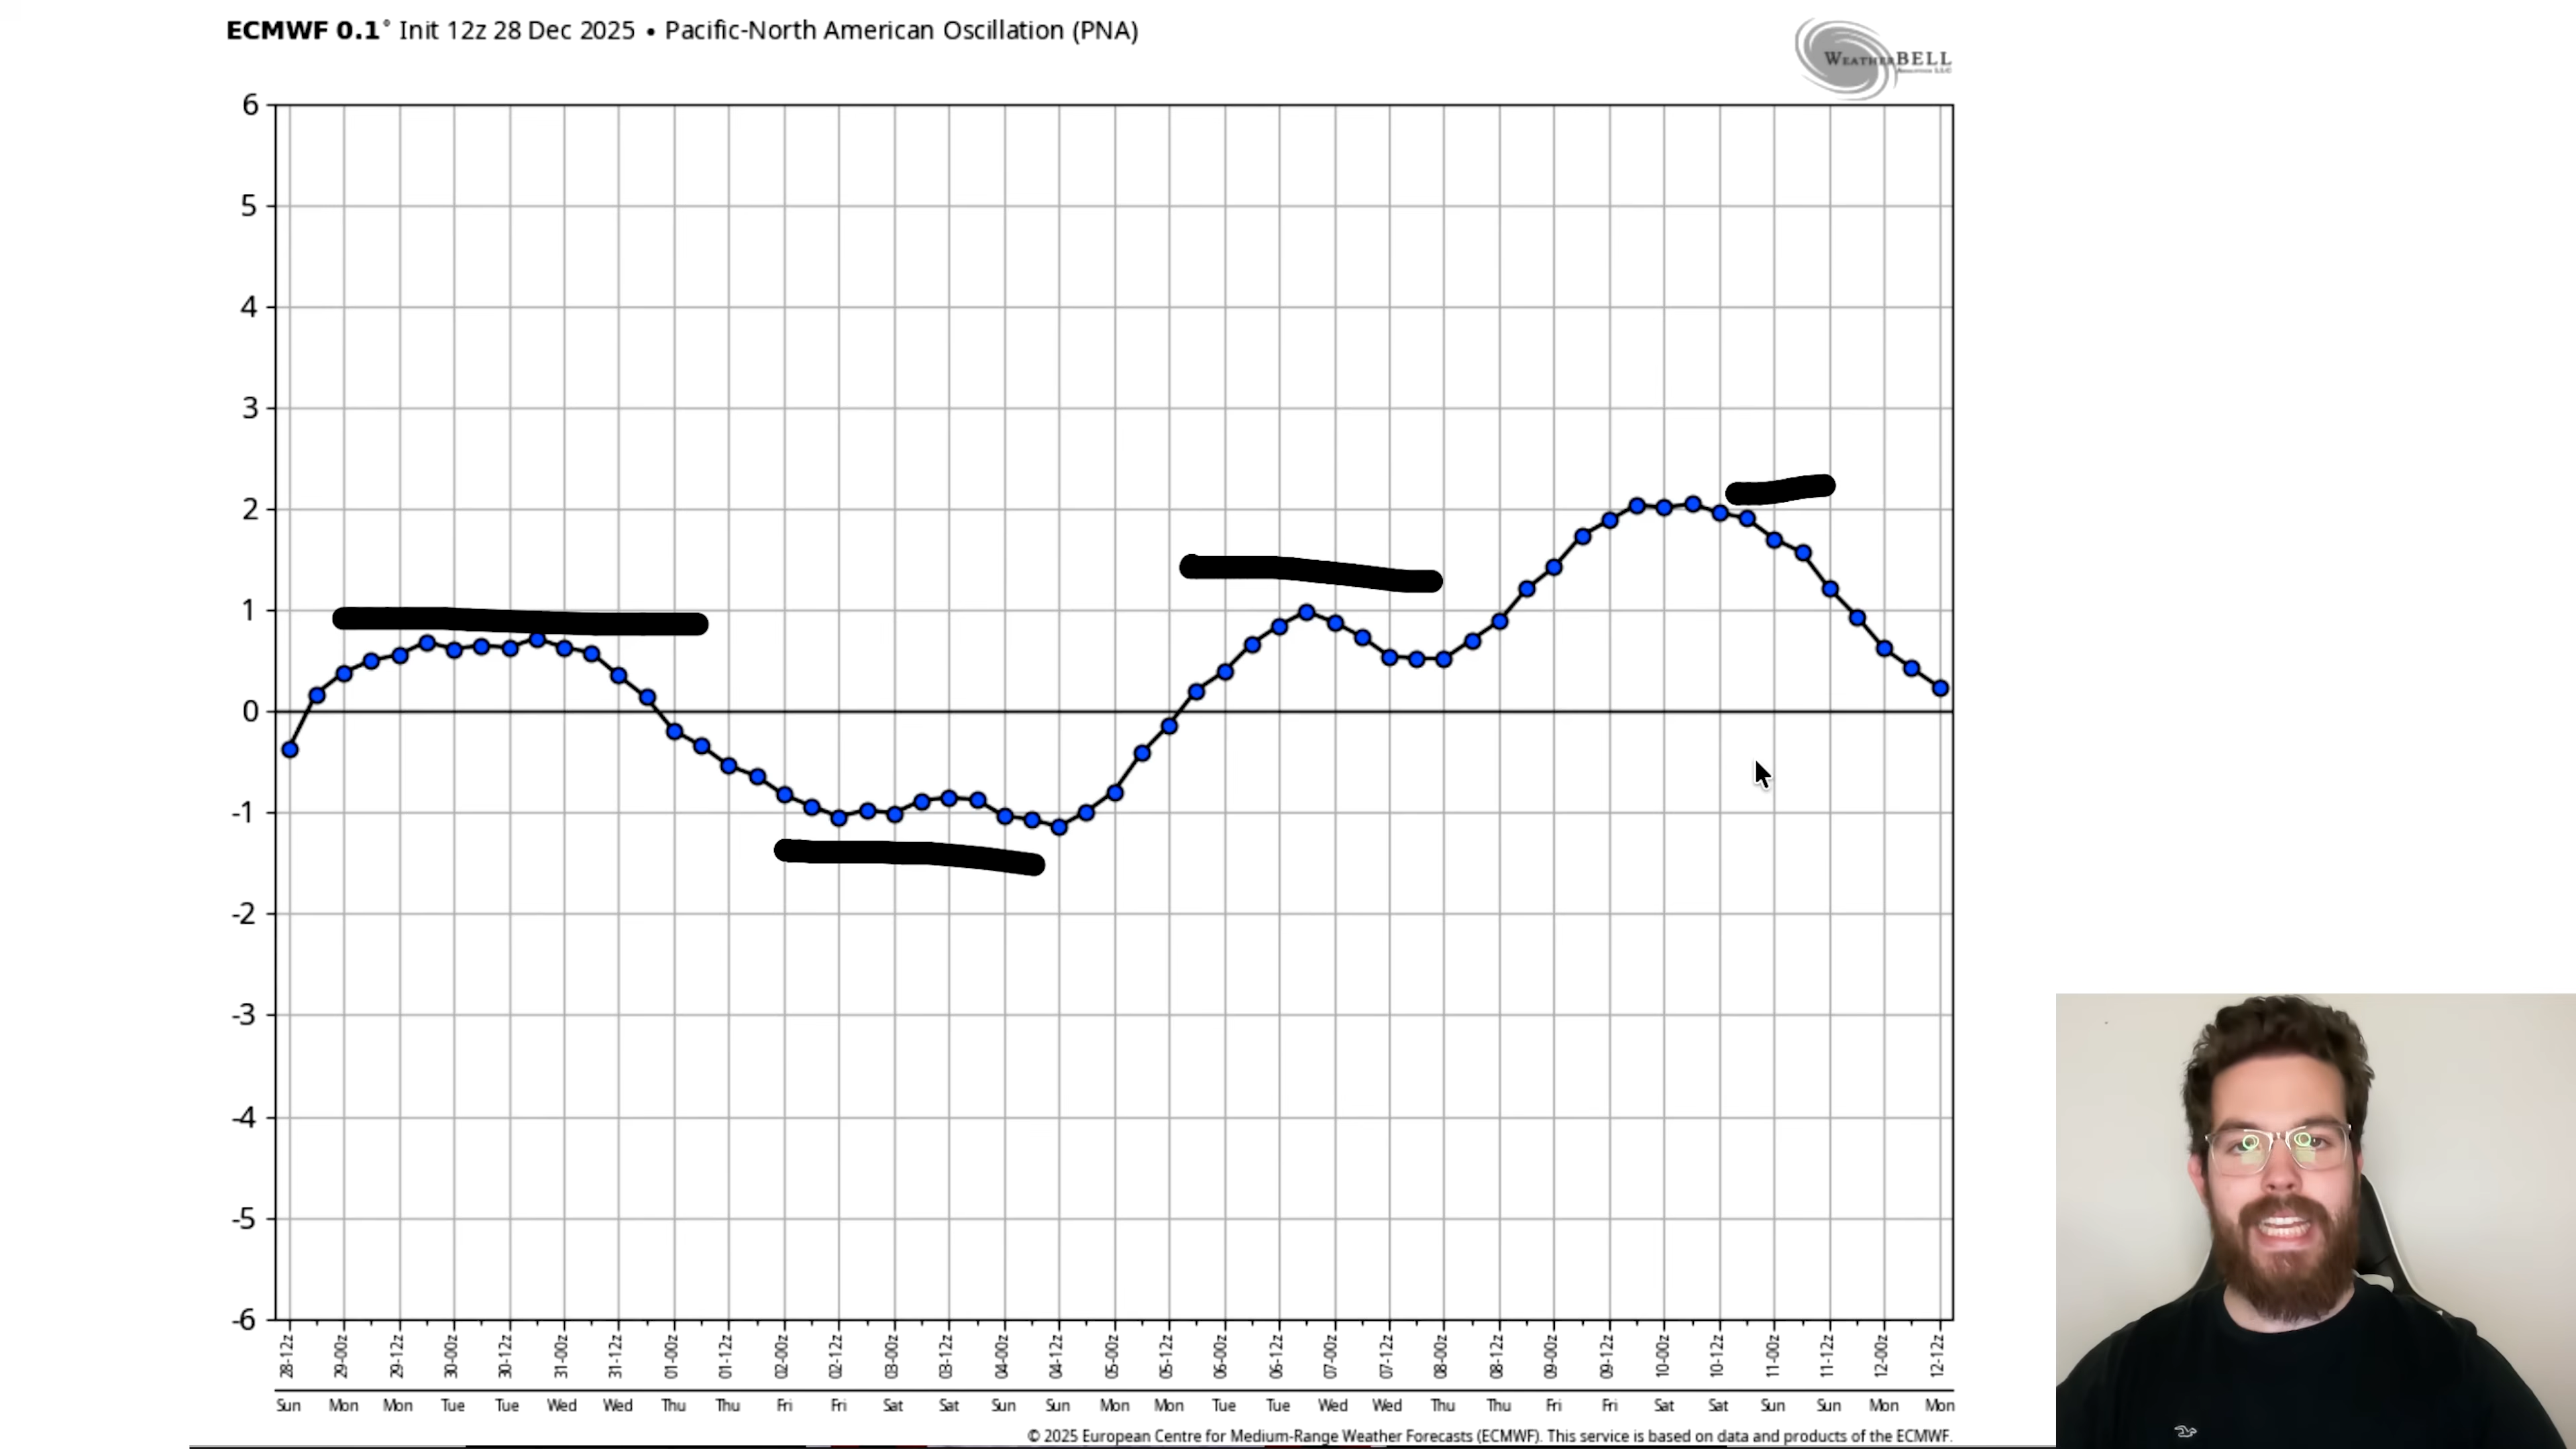 ECMWF 0.1° Init 12z 28 Dec 2025 • Pacific-North American Oscillation (PNA)
WEATHERBELL
6
5
4
3
2
1
0
-1
-2
-3
-4
-5
-6
28-12z 29-00z 29-12z 30-00z 30-12z 31-00z 31-12z 01-00z 01-12z 02-00z 02-12z 03-00z 03-12z 04-00z 04-12z 05-00z 05-12z 06-00z 06-12z 07-00z 07-12z 08-00z 08-12z 09-00z 09-12z 10-00z 10-12z 11-00z 11-12z 12-00z 12-12z
Sun Mon Mon Tue Tue Wed Wed Thu Thu Fri Fri Sat Sat Sun Sun Mon Mon Tue Tue Wed Wed Thu Thu Fri Fri Sat Sat Sun Sun Mon Mon
© 2025 European Centre for Medium-Range Weather Forecasts (ECMWF). This service is based on data and products of the ECMWF.